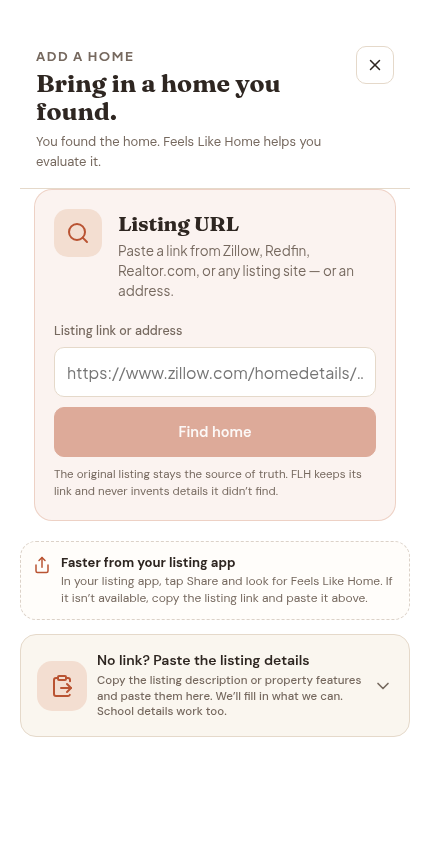 ADD A HOME
Bring in a home you
found.
You found the home. Feels Like Home helps you
evaluate it.
Listing URL
Paste a link from Zillow, Redfin,
Realtor.com, or any listing site — or an
address.
Listing link or address
https://www.zillow.com/homedetails/..
Find home
The original listing stays the source of truth. FLH keeps its
link and never invents details it didn’t find.
Faster from your listing app
In your listing app, tap Share and look for Feels Like Home. If
it isn’t available, copy the listing link and paste it above.
No link? Paste the listing details
Copy the listing description or property features
and paste them here. We’ll fill in what we can.
School details work too.